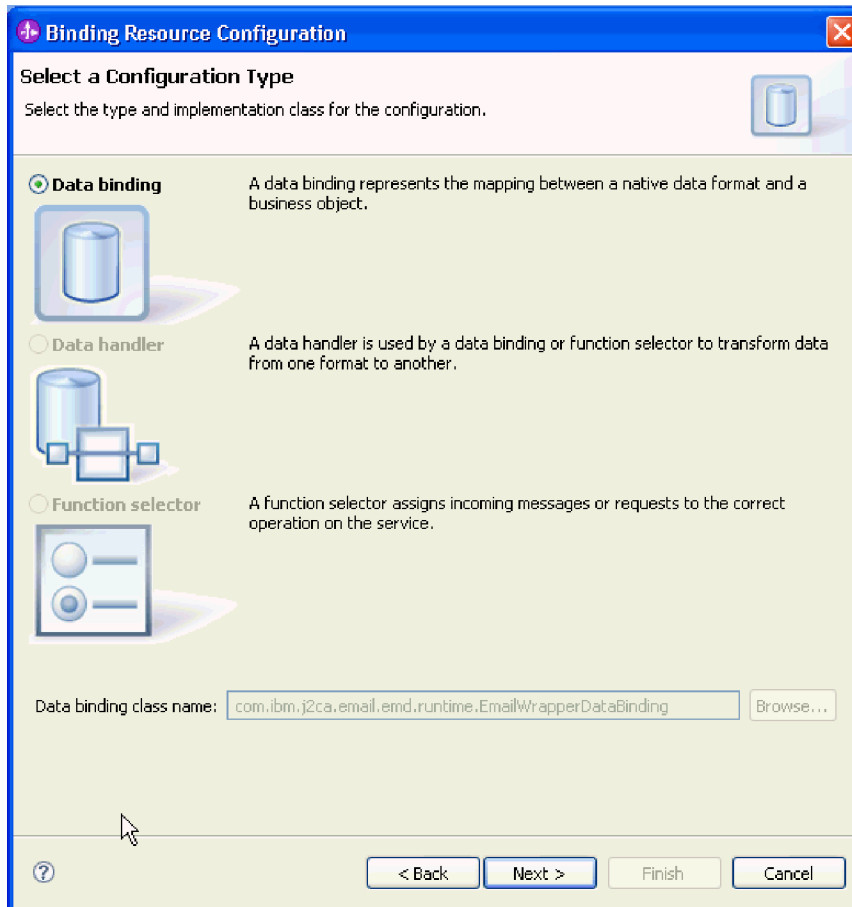 Binding Resource Configuration
Select a Configuration Type
Select the type and implementation class for the configuration.
Data binding
A data binding represents the mapping between a native data format and a
business object.
Data handler
A data handler is used by a data binding or function selector to transform data
from one format to another.
Function selector
A function selector assigns incoming messages or requests to the correct
operation on the service.
Data binding class name: com.ibm.j2ca.email.emd.runtime.EmailWrapperDataBinding Browse...
? < Back Next > Finish Cancel